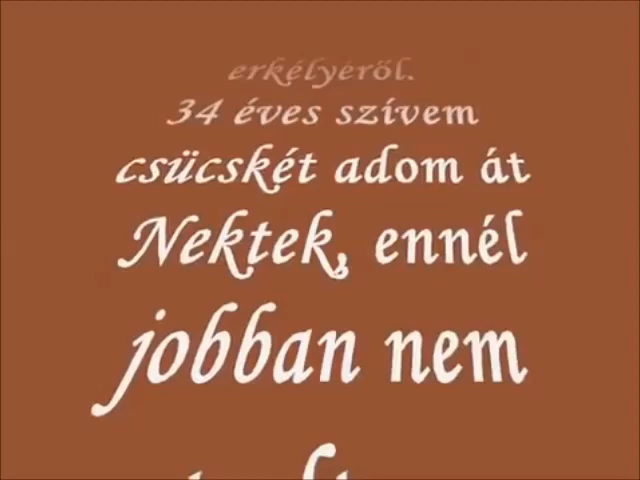 erkélyéről.
34 éves szívem
csücskét adom át
Nektek, ennél
jobban nem